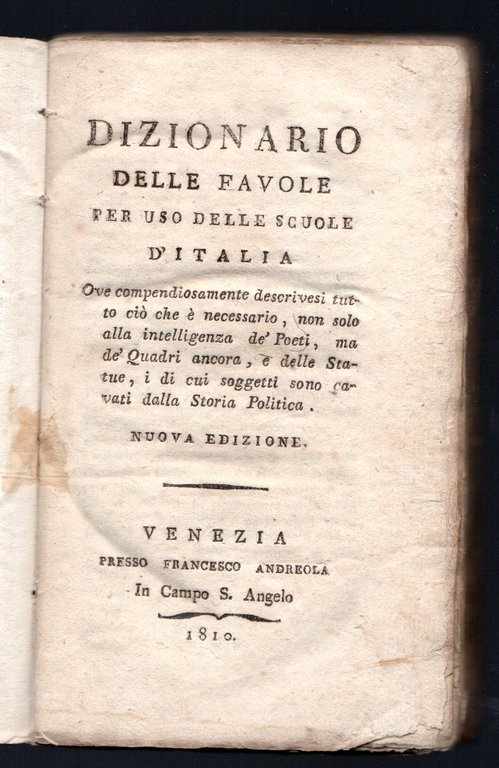 DIZIONARIO
DELLE FAVOLE
PER USO DELLE SCUOLE
D'ITALIA
Ove compendiosamente descrivesi tut-
to ciò che è necessario, non solo
alla intelligenza de' Poeti, ma
de' Quadri ancora, e delle Sta-
tue, i di cui soggetti sono ca-
vati dalla Storia Politica.
NUOVA EDIZIONE.
VENEZIA
PRESSO FRANCESCO ANDREOLA
In Campo S. Angelo
1810.